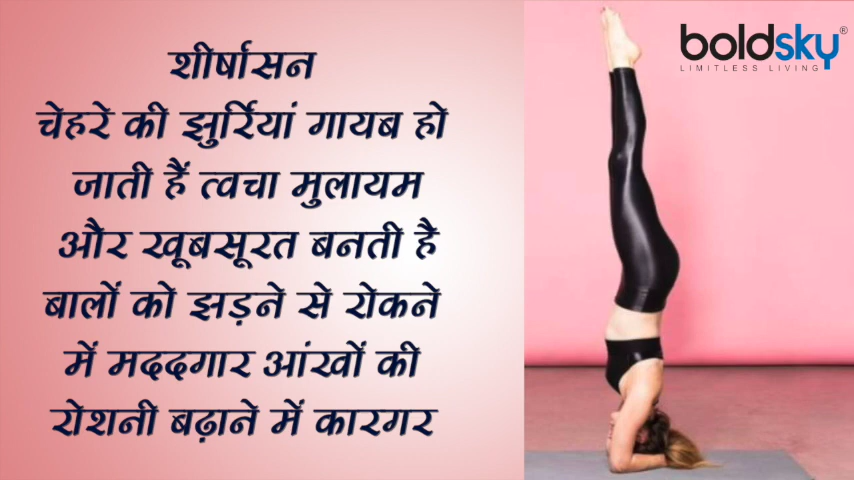 शीर्षासन
चेहरे की झुर्रियां गायब हो
जाती हैं त्वचा मुलायम
और खूबसूरत बनती है
बालों को झड़ने से रोकने
में मददगार आंखों की
रोशनी बढ़ाने में कारगर
boldsky®
LIMITLESS LIVING